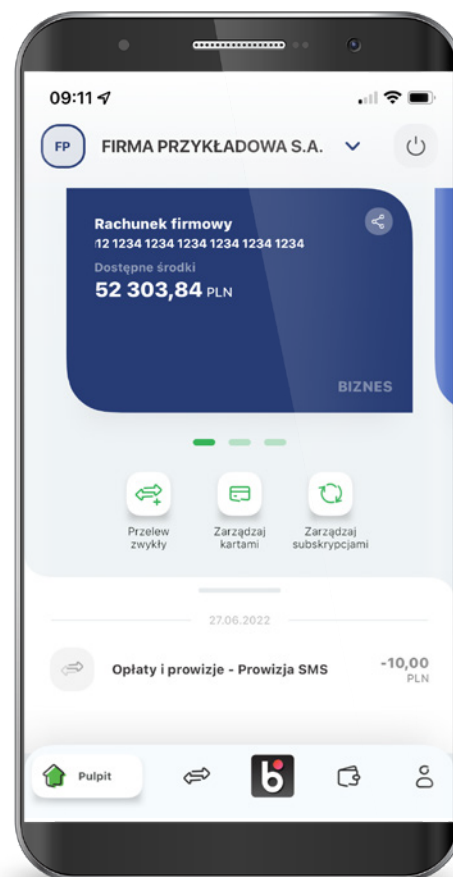 09:11
FP
FIRMA PRZYKŁADOWA S.A.
Rachunek firmowy
12 1234 1234 1234 1234 1234 1234
Dostępne środki
52 303,84 PLN
BIZNES
Przelew
zwykły
Zarządzaj
kartami
Zarządzaj
subskrypcjami
27.06.2022
Opłaty i prowizje - Prowizja SMS
-10,00
PLN
Pulpit